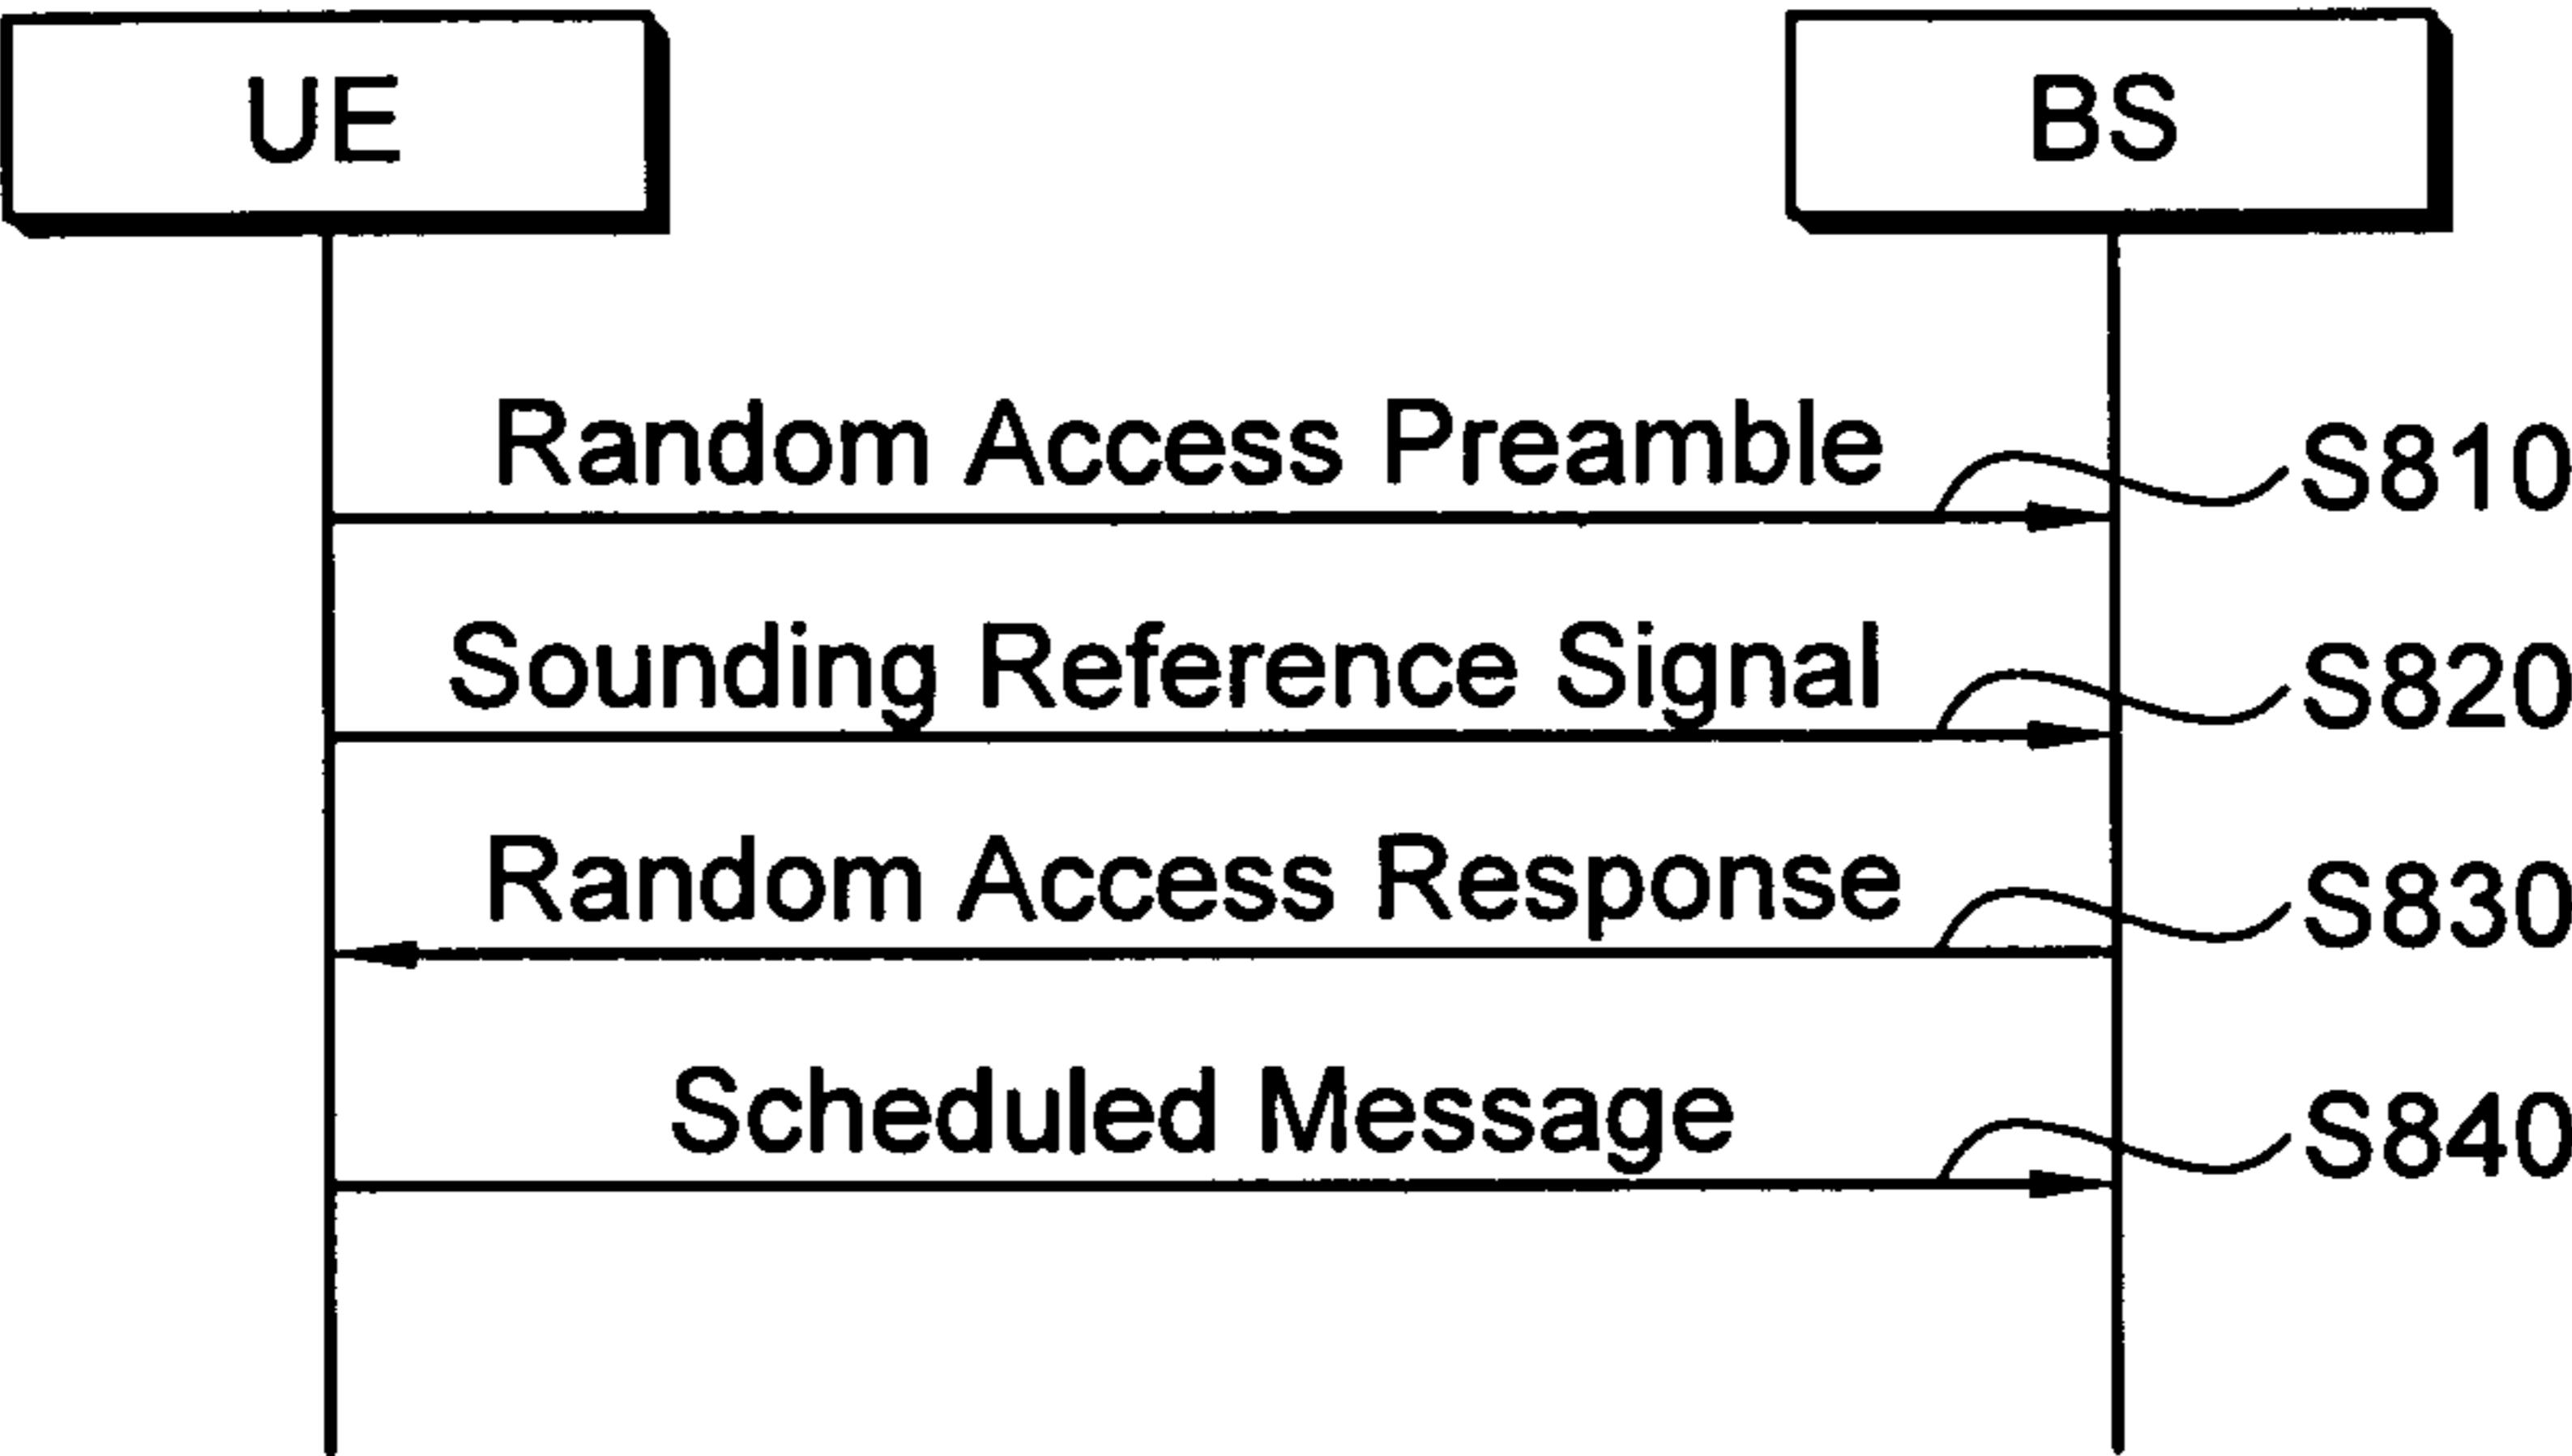 UE
BS
Random Access Preamble
S810
Sounding Reference Signal
S820
Random Access Response
S830
Scheduled Message
S840